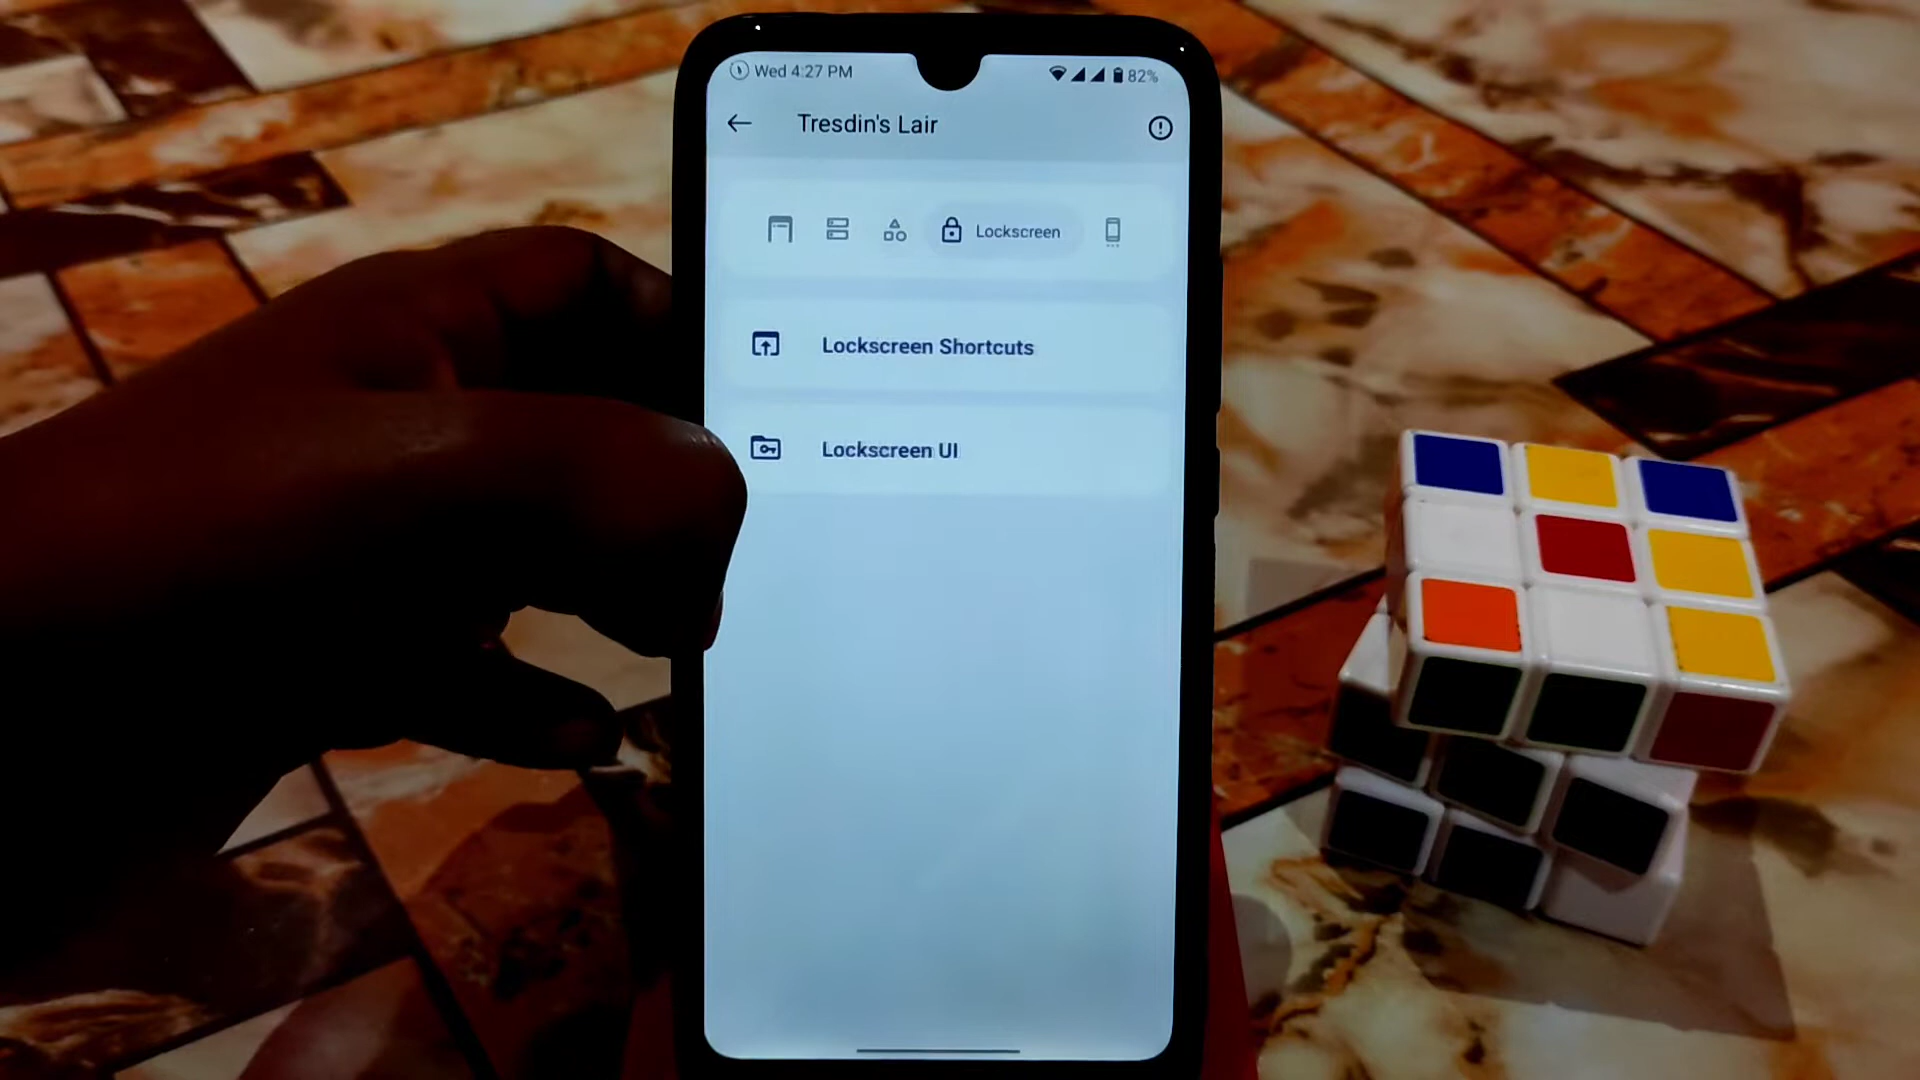 Wed 4:27 PM 82%
Tresdin's Lair
Lockscreen
Lockscreen Shortcuts
Lockscreen UI